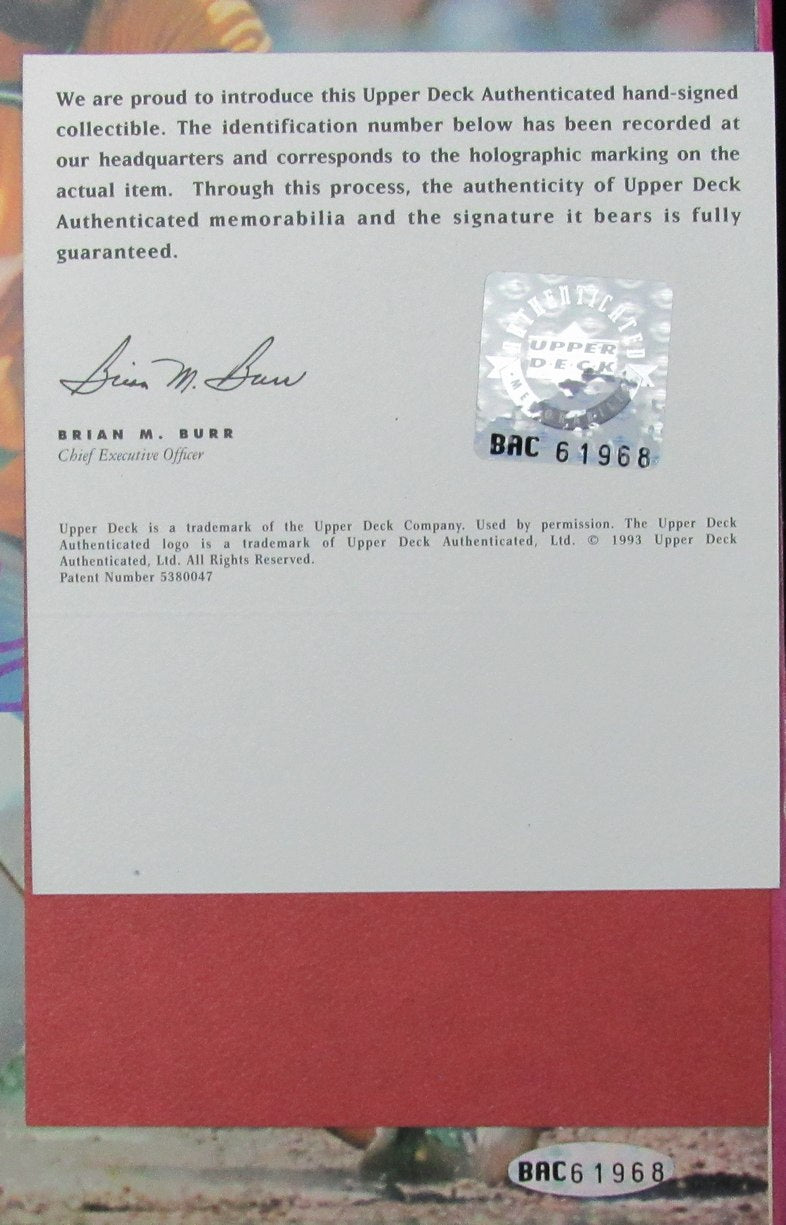 We are proud to introduce this Upper Deck Authenticated hand-signed
collectible. The identification number below has been recorded at
our headquarters and corresponds to the holographic marking on the
actual item. Through this process, the authenticity of Upper Deck
Authenticated memorabilia and the signature it bears is fully
guaranteed.
AUTHENTICATED
UPPER
DECK
BAC 61968
Brian M. Burr
BRIAN M. BURR
Chief Executive Officer
Upper Deck is a trademark of the Upper Deck Company. Used by permission. The Upper Deck
Authenticated logo is a trademark of Upper Deck Authenticated, Ltd. © 1993 Upper Deck
Authenticated, Ltd. All Rights Reserved.
Patent Number 5380047
BAC61968